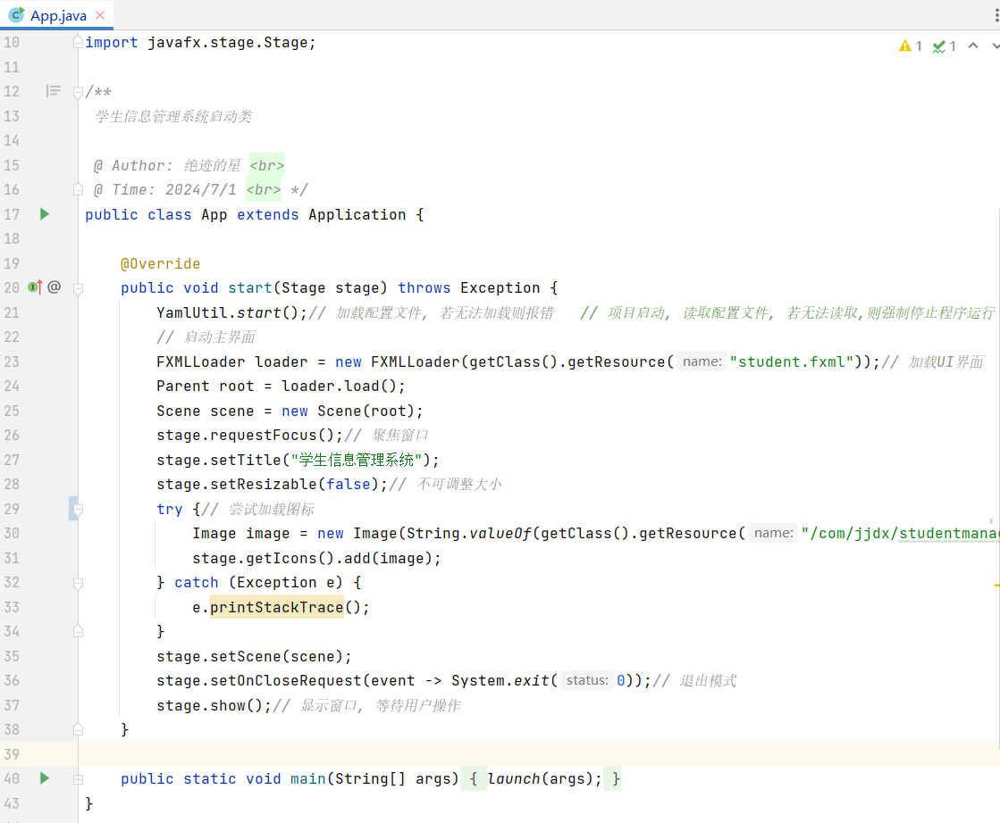 App.java
10 import javafx.stage.Stage;
1 1
11
12 /**
13 学生信息管理系统启动类
14
15 @ Author: 绝迹的星 <br>
16 @ Time: 2024/7/1 <br> */
17 public class App extends Application {
18
19 @Override
20 @ public void start(Stage stage) throws Exception {
21 YamlUtil.start();// 加载配置文件, 若无法加载则报错 // 项目启动, 读取配置文件, 若无法读取,则强制停止程序运行
22 // 启动主界面
23 FXMLLoader loader = new FXMLLoader(getClass().getResource( name: "student.fxml"));// 加载UI界面
24 Parent root = loader.load();
25 Scene scene = new Scene(root);
26 stage.requestFocus();// 聚焦窗口
27 stage.setTitle("学生信息管理系统");
28 stage.setResizable(false);// 不可调整大小
29 try {// 尝试加载图标
30 Image image = new Image(String.valueOf(getClass().getResource( name: "/com/jjdx/studentmana
31 stage.getIcons().add(image);
32 } catch (Exception e) {
33 e.printStackTrace();
34 }
35 stage.setScene(scene);
36 stage.setOnCloseRequest(event -> System.exit( status: 0));// 退出模式
37 stage.show();// 显示窗口, 等待用户操作
38 }
39
40 public static void main(String[] args) { launch(args); }
43 }